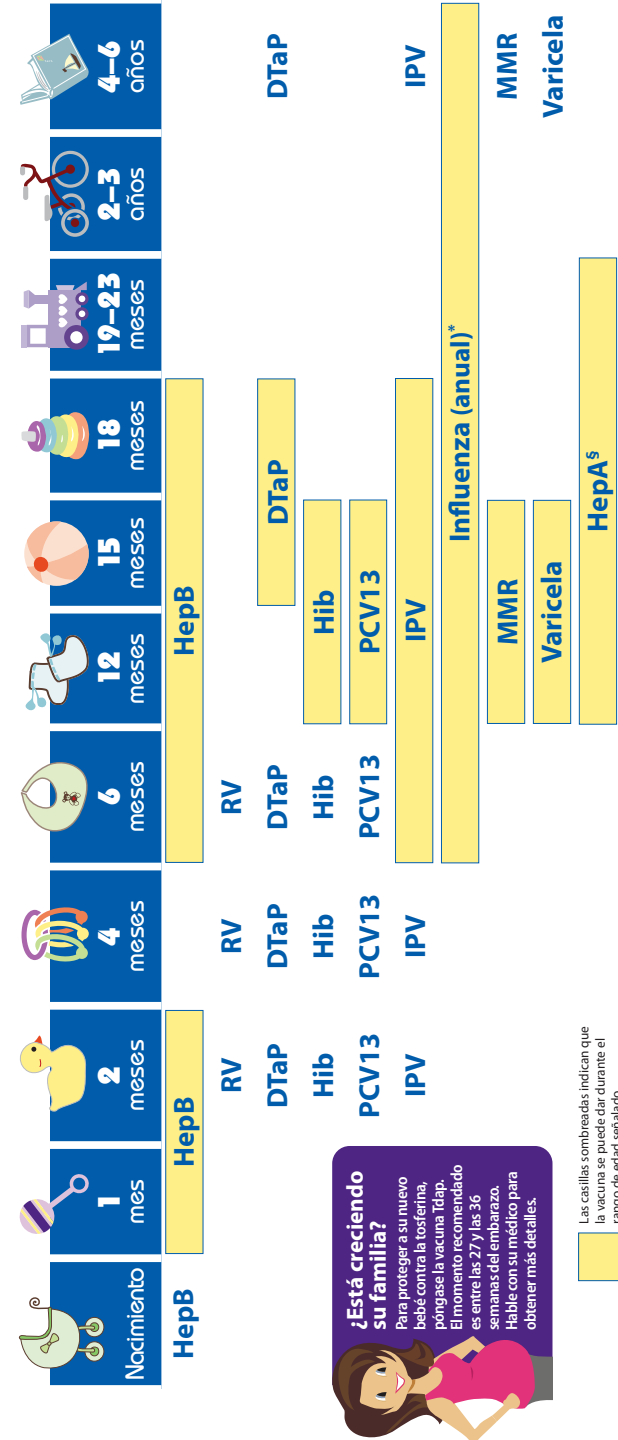 Nacimiento
1
mes
2
meses
4
meses
6
meses
12
meses
15
meses
18
meses
19–23
meses
2–3
años
4–6
años
HepB
HepB
HepB
RV
RV
RV
DTaP
DTaP
DTaP
DTaP
DTaP
Hib
Hib
Hib
Hib
PCV13
PCV13
PCV13
PCV13
IPV
IPV
IPV
IPV
Influenza (anual)*
MMR
MMR
Varicela
Varicela
HepA§
¿Está creciendo
su familia?
Para proteger a su nuevo
bebé contra la tosferina,
póngase la vacuna Tdap.
El momento recomendado
es entre las 27 y las 36
semanas del embarazo.
Hable con su médico para
obtener más detalles.
Las casillas sombreadas indican que
la vacuna se puede dar durante el
rango de edad señalado.